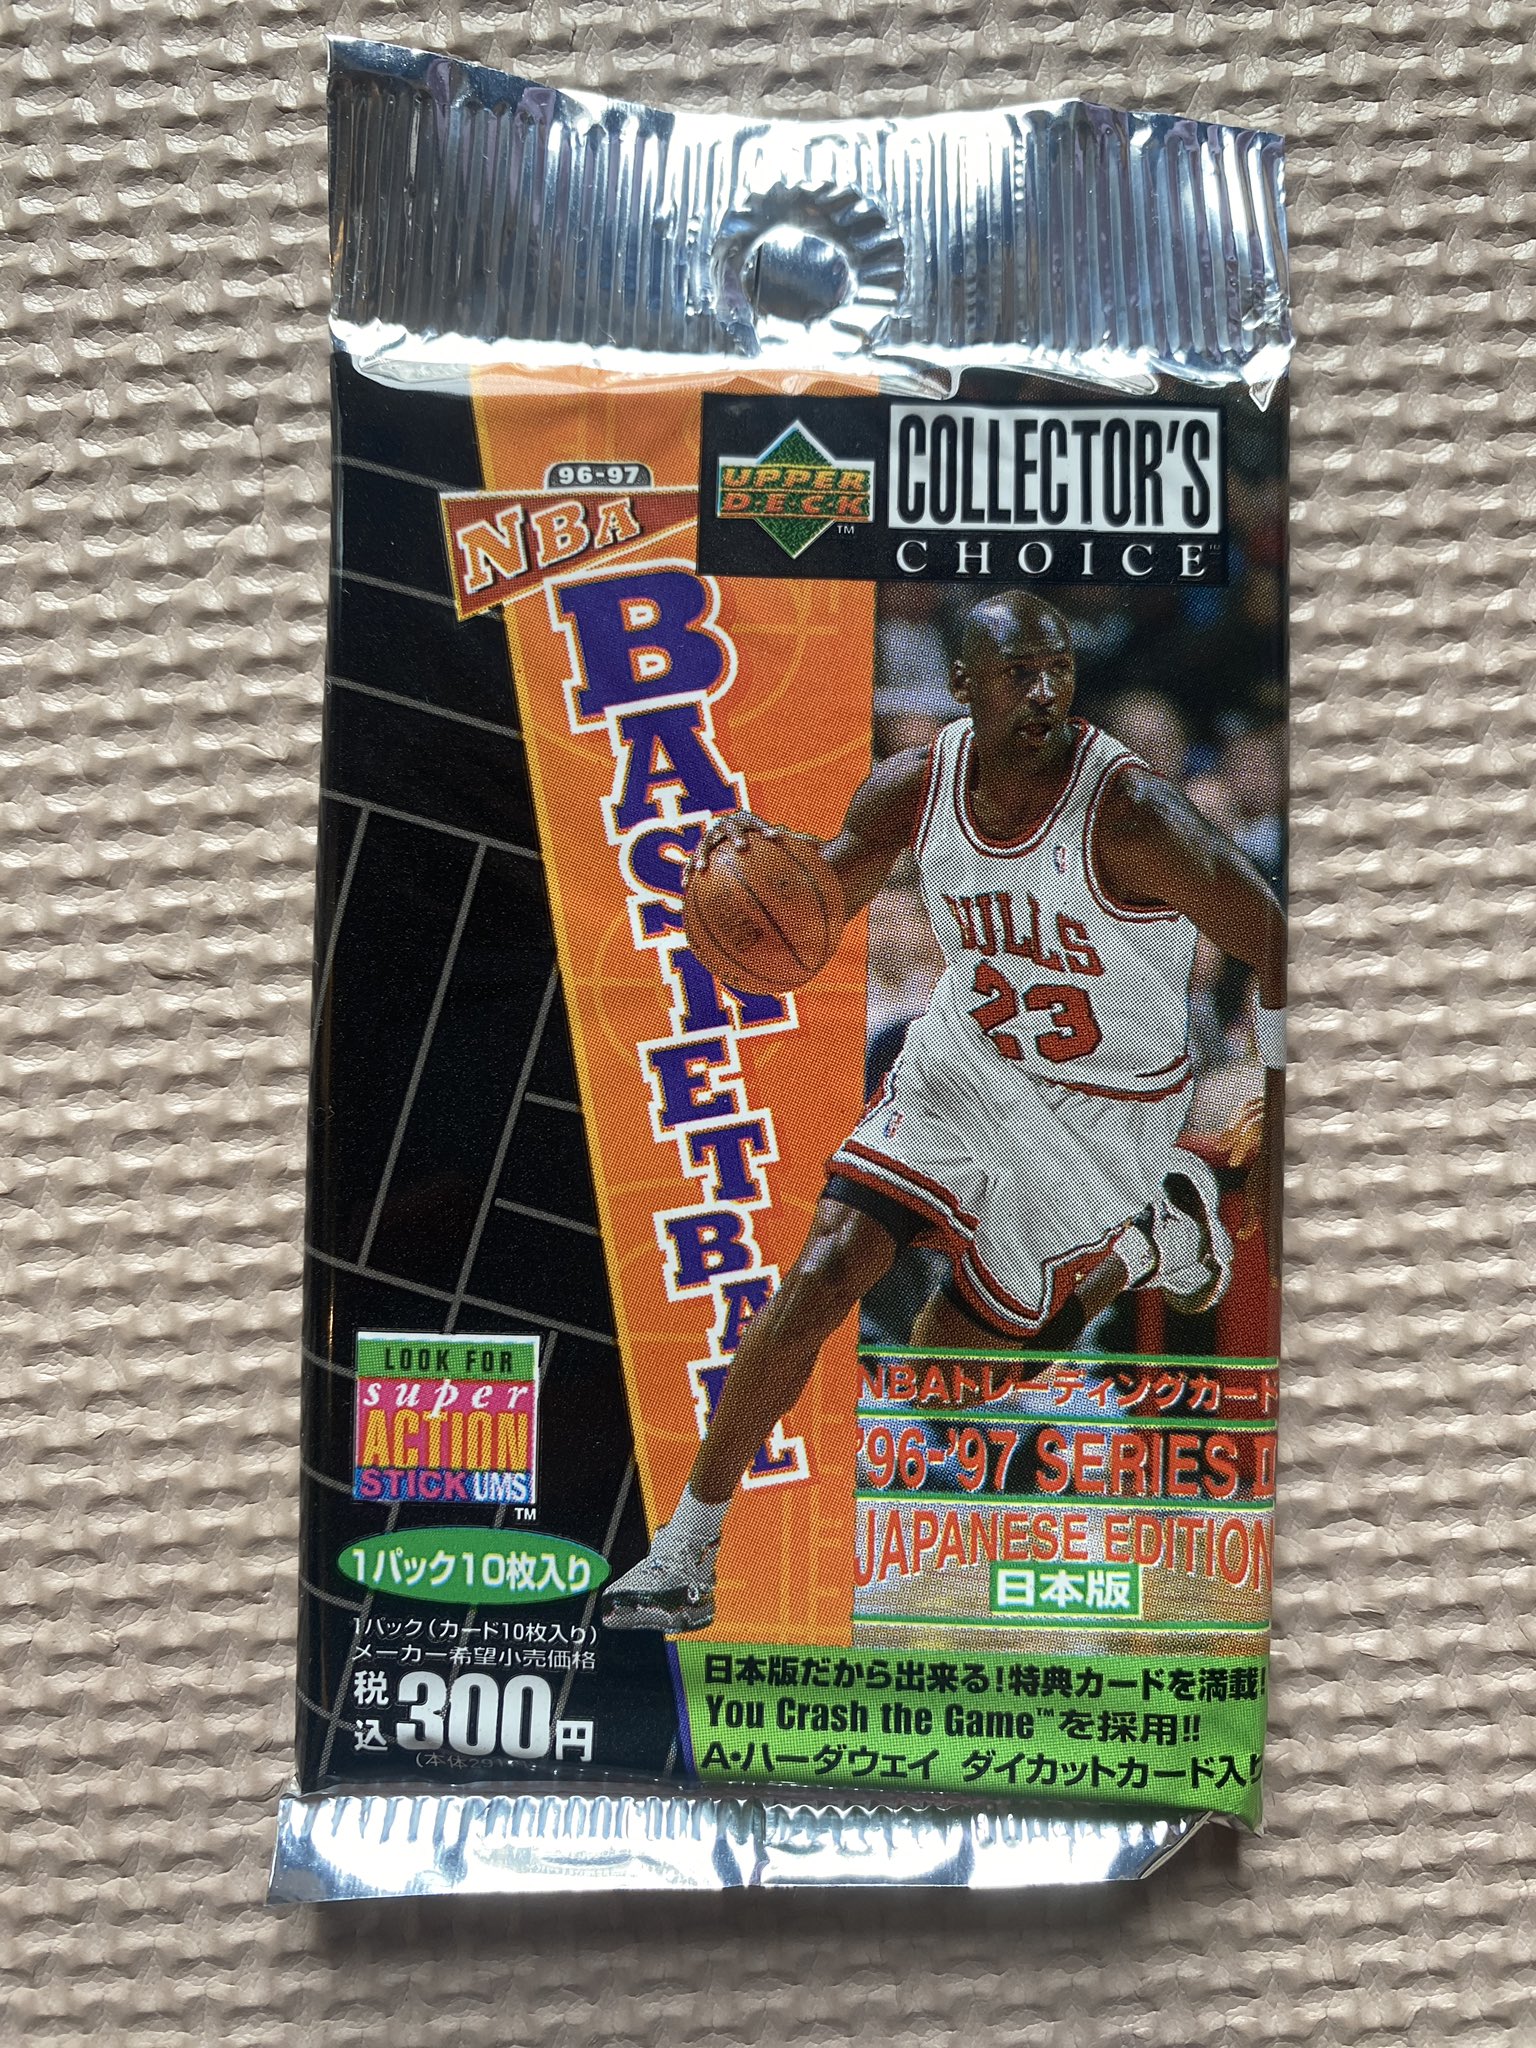 96-97
NBA
BASKETBALL
UPPER
DECK
TM
COLLECTOR'S
CHOICE
BULLS
23
NBAトレーディングカード
'96-'97 SERIES
JAPANESE EDITION
日本版
LOOK FOR
super
ACTION
STICKUMS
TM
1パック10枚入り
1パック(カード10枚入り)
メーカー希望小売価格
税込300円
日本版だから出来る!特典カードを満載!
You Crash the Game™を採用!!
A・ハーダウェイ ダイカットカード入り